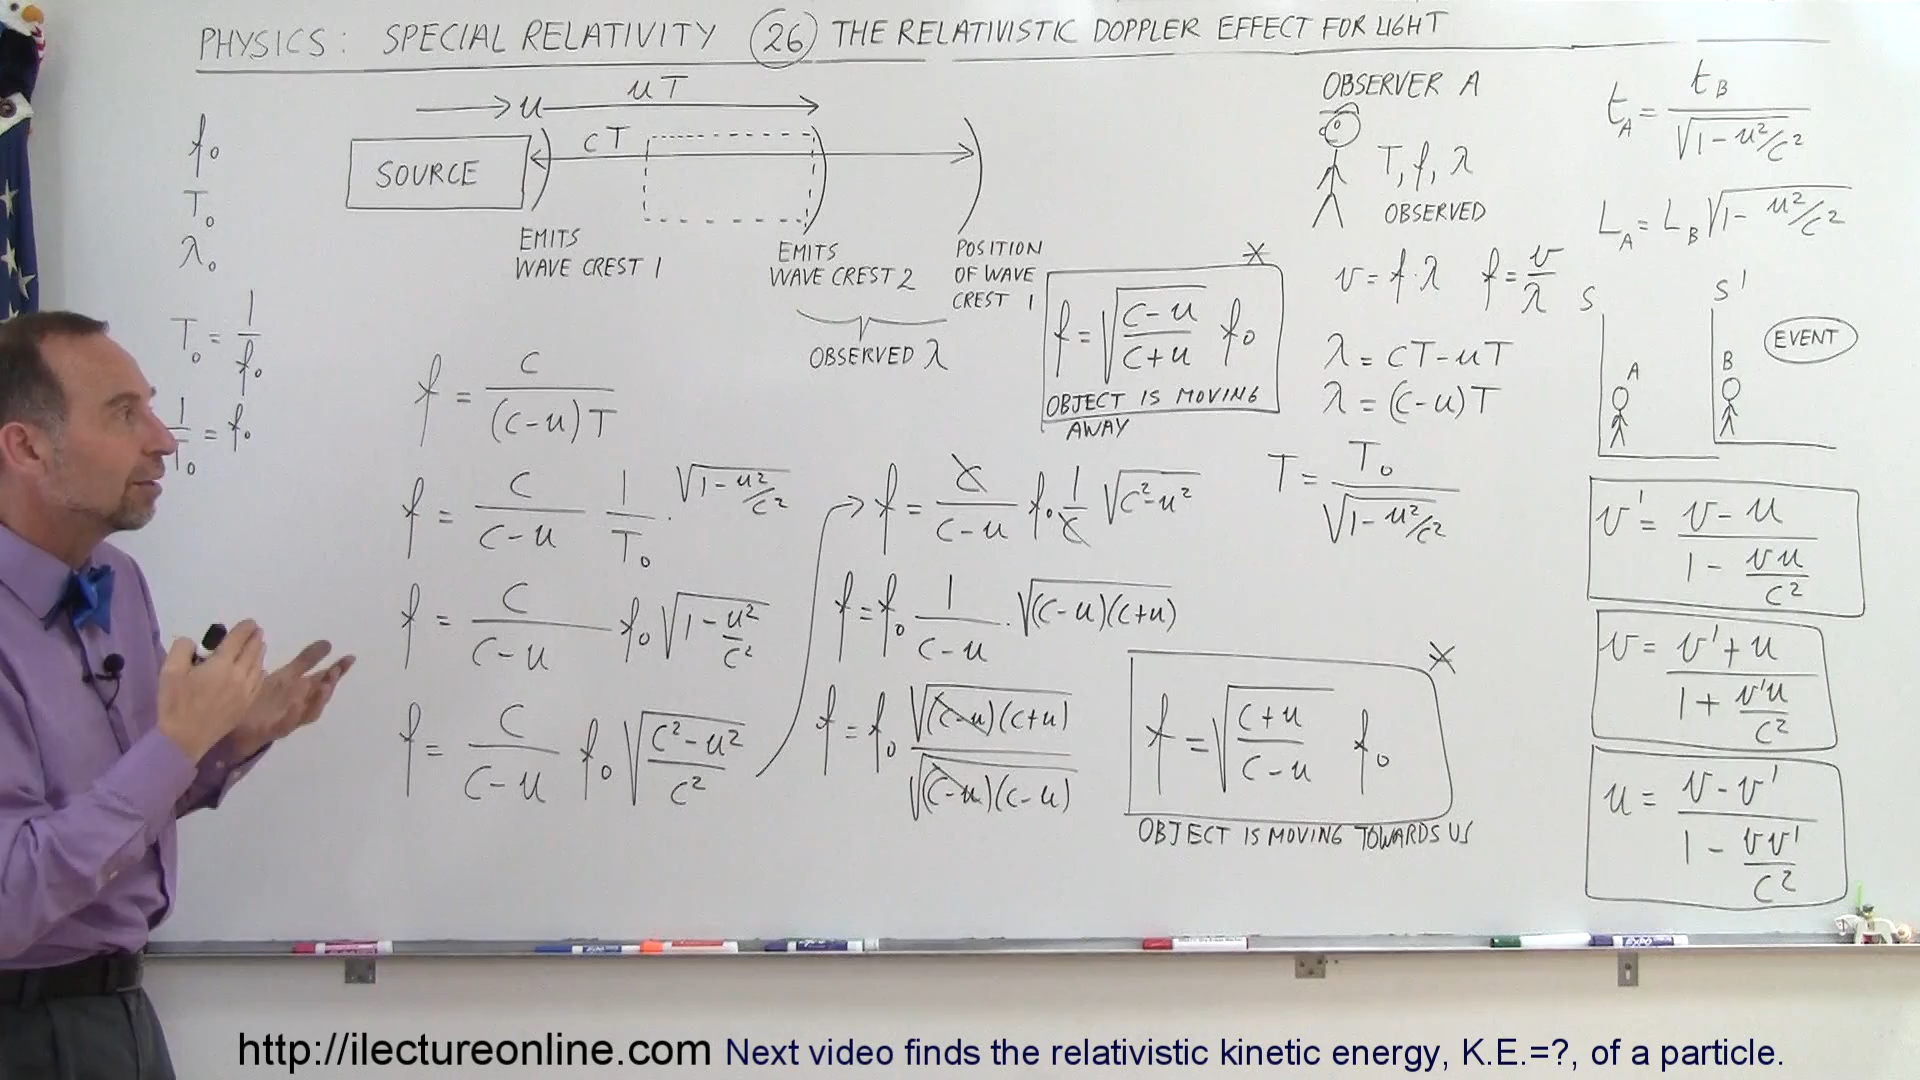 PHYSICS: SPECIAL RELATIVITY (26) THE RELATIVISTIC DOPPLER EFFECT FOR LIGHT
f₀
T₀
λ₀
T₀ = 1/f₀
1/T₀ = f₀
u
uT
cT
SOURCE
EMITS
WAVE CREST 1
EMITS
WAVE CREST 2
POSITION
OF WAVE
CREST 1
OBSERVED λ
f = c/((c-u)T)
f = c/(c-u) 1/T₀ · √(1-u²/c²)
f = c/(c-u) f₀ √(1-u²/c²)
f = c/(c-u) f₀ √((c²-u²)/c²)
→ f = c/(c-u) f₀ · 1/c √(c²-u²)
f = f₀ 1/(c-u) · √((c-u)(c+u))
f = f₀ √((c-u)(c+u))/√((c-u)(c-u))
*
f = √((c-u)/(c+u)) f₀
OBJECT IS MOVING
AWAY
*
f = √((c+u)/(c-u)) f₀
OBJECT IS MOVING TOWARDS US
OBSERVER A
T, f, λ
OBSERVED
v = f·λ f = v/λ
λ = cT-uT
λ = (c-u)T
T = T₀/√(1-u²/c²)
t_A = t_B/√(1-u²/c²)
L_A = L_B √(1-u²/c²)
S
S'
EVENT
A
B
v' = (v-u)/(1-vu/c²)
v = (v'+u)/(1+v'u/c²)
u = (v-v')/(1-vv'/c²)
EXPO
http://ilectureonline.com Next video finds the relativistic kinetic energy, K.E.=?, of a particle.